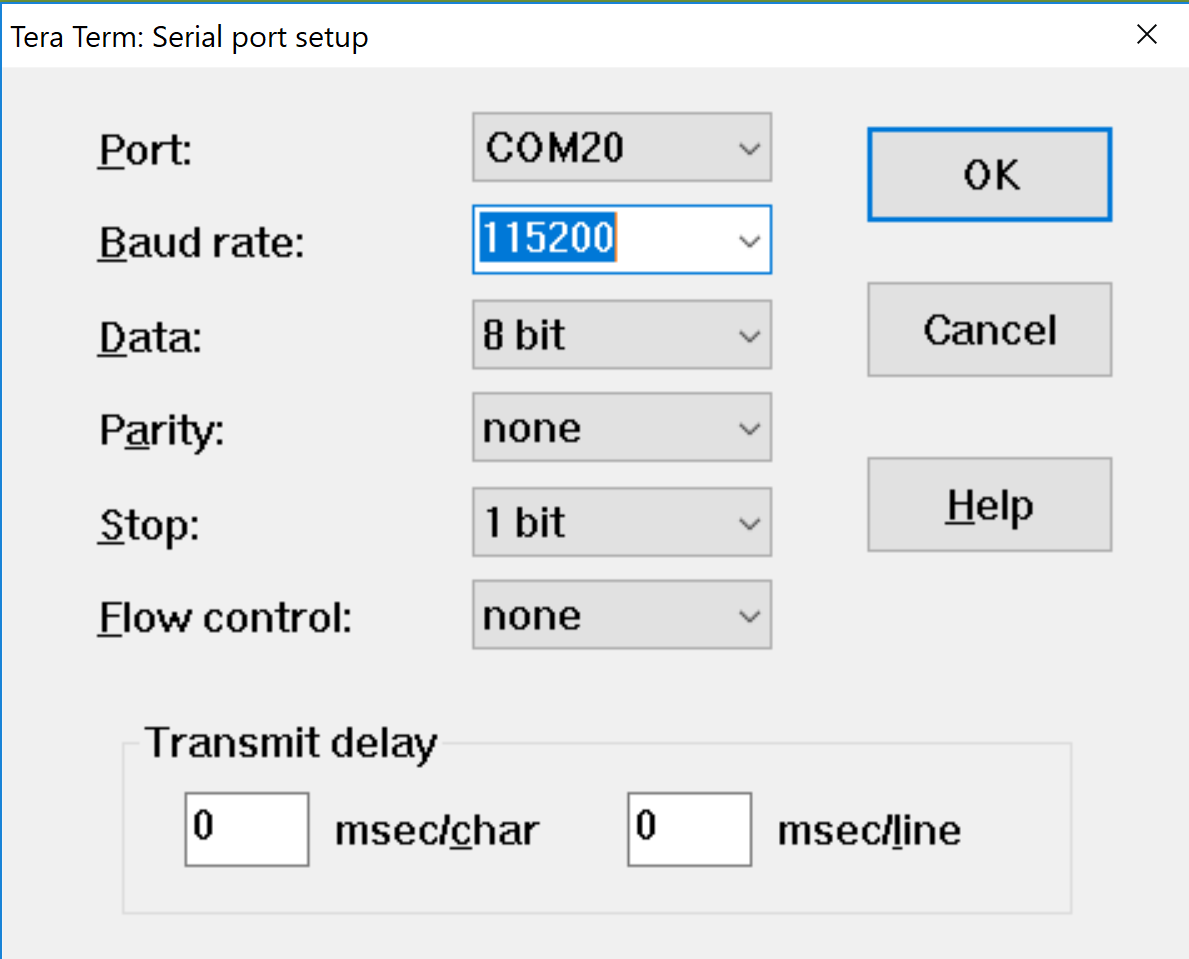 Tera Term: Serial port setup
Port: COM20
OK
Baud rate: 115200
Data: 8 bit
Cancel
Parity: none
Stop: 1 bit
Help
Flow control: none
Transmit delay
0 msec/char 0 msec/line